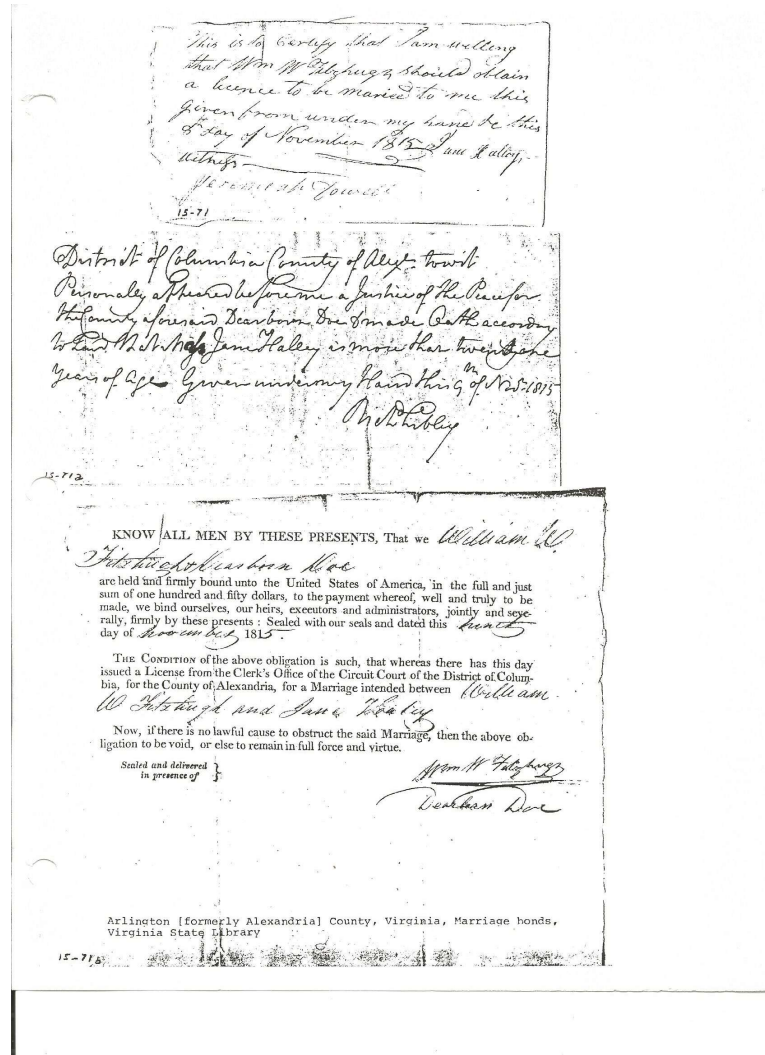 This is to certify that I am willing
that Wm W Fitzhugh should obtain
a licence to be maried to me this
given from under my hand &c this
8 day of November 1815 Jane Halley
witness
Jeremiah
15-71
District of Columbia County of Alexa. towit
Personally appeared before me a Justice of the Peace for
the County aforesaid Dearborn Doe & made Oath according
to Law that Jane Halley is more that twenty one
years of age Given under my Hand this 9th of 1815
15-71a
KNOW ALL MEN BY THESE PRESENTS, That we William W
Fitzhugh & Dearborn Doe
are held and firmly bound unto the United States of America, in the full and just
sum of one hundred and fifty dollars, to the payment whereof, well and truly to be
made, we bind ourselves, our heirs, executors and administrators, jointly and seve-
rally, firmly by these presents : Sealed with our seals and dated this
day of november 1815.
THE CONDITION of the above obligation is such, that whereas there has this day
issued a License from the Clerk's Office of the Circuit Court of the District of Colum-
bia, for the County of Alexandria, for a Marriage intended between William
W Fitzhugh and Jane Halley
Now, if there is no lawful cause to obstruct the said Marriage, then the above ob-
ligation to be void, or else to remain in full force and virtue.
Sealed and delivered
in presence of }
Wm W Fitzhugh
Dearban Doe
Arlington [formerly Alexandria] County, Virginia, Marriage bonds,
Virginia State Library
15-71b